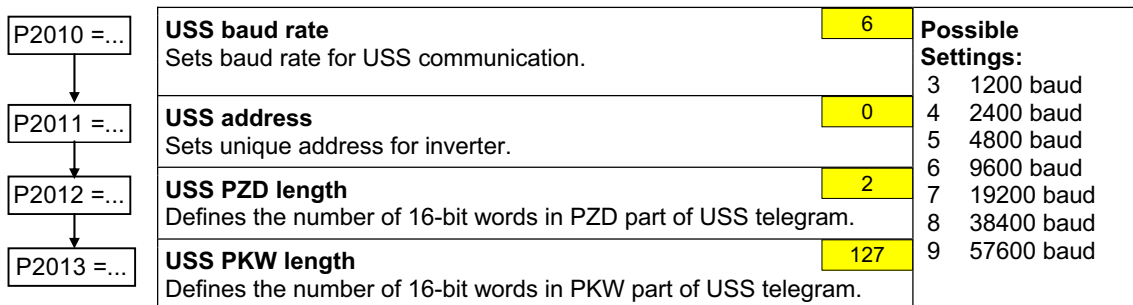 P2010 =...
USS baud rate
6
Sets baud rate for USS communication.
P2011 =...
USS address
0
Sets unique address for inverter.
P2012 =...
USS PZD length
2
Defines the number of 16-bit words in PZD part of USS telegram.
P2013 =...
USS PKW length
127
Defines the number of 16-bit words in PKW part of USS telegram.
Possible
Settings:
3 1200 baud
4 2400 baud
5 4800 baud
6 9600 baud
7 19200 baud
8 38400 baud
9 57600 baud